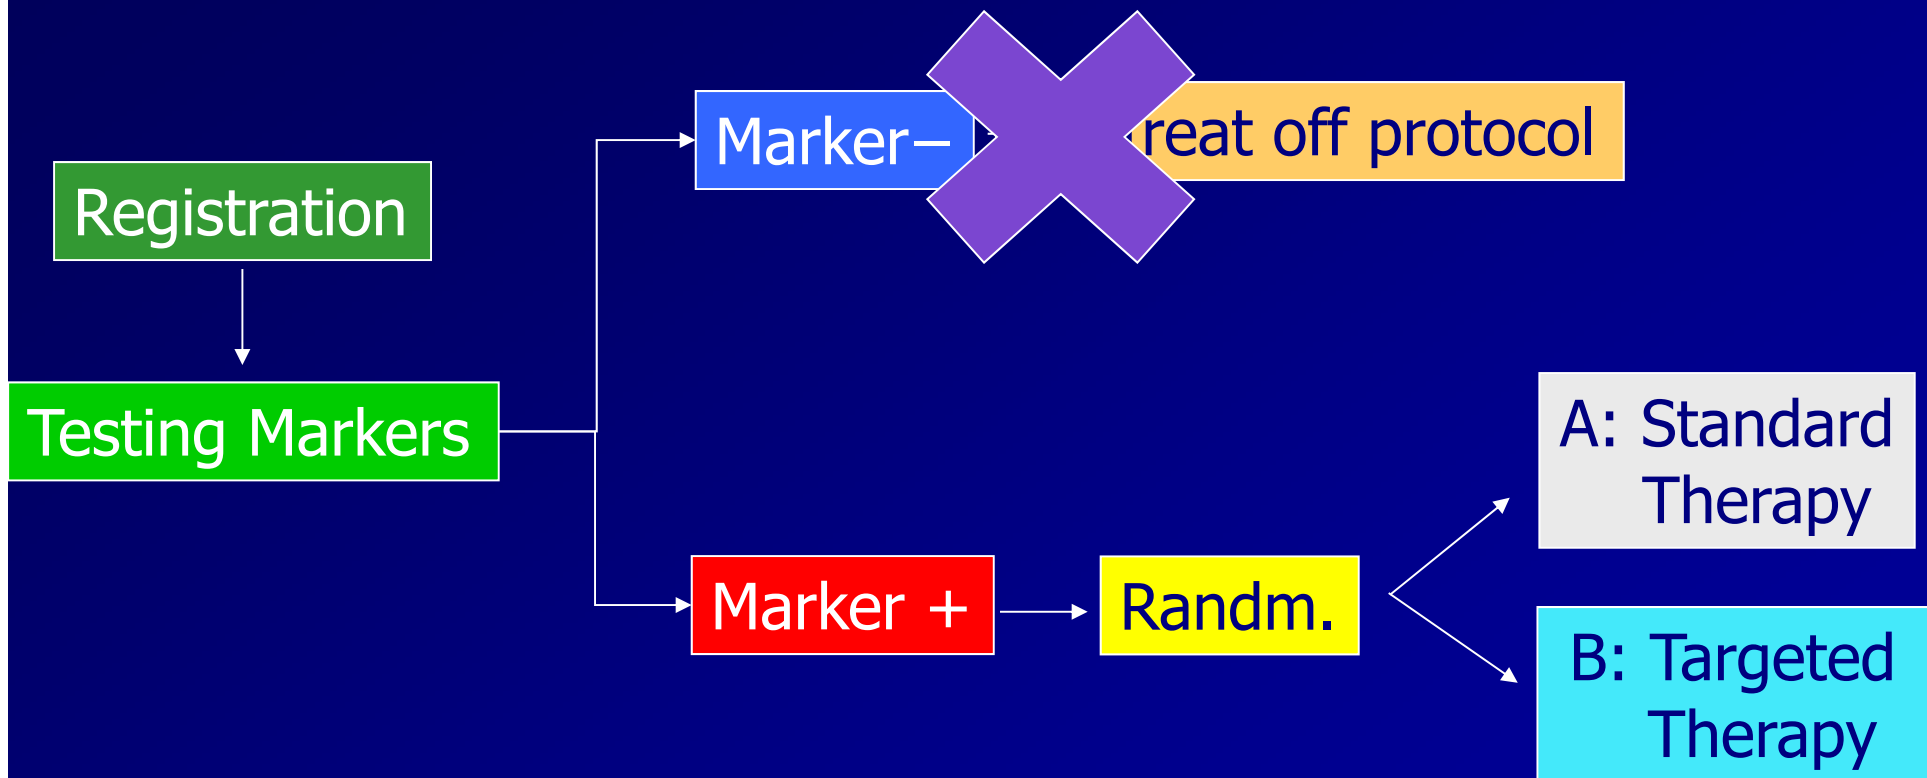 Marker–
reat off protocol
Registration
Testing Markers
A: Standard
Therapy
Marker +
Randm.
B: Targeted
Therapy